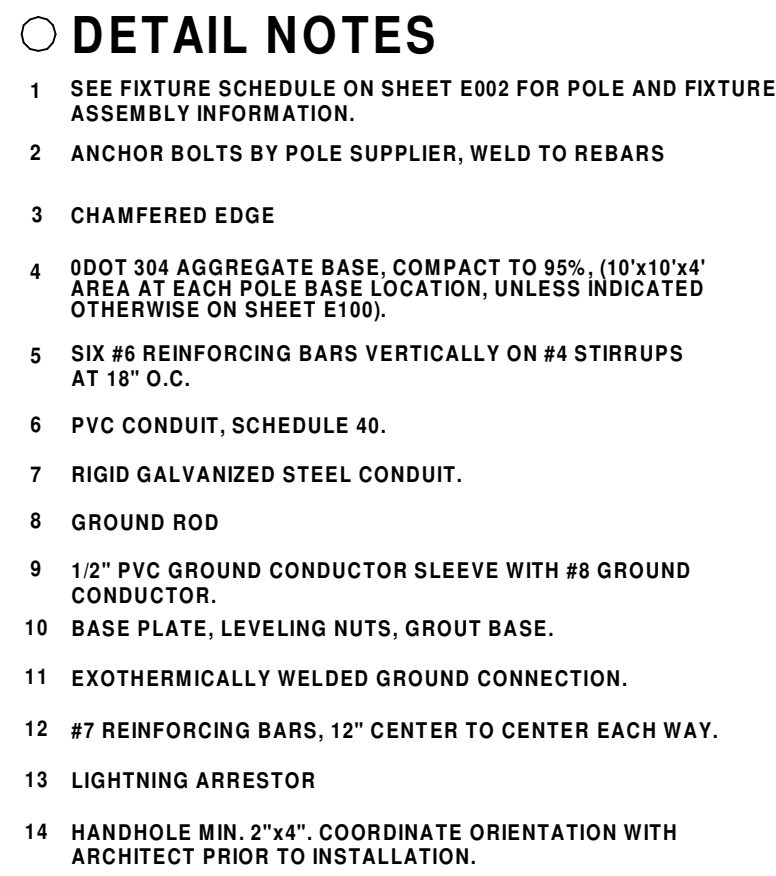 DETAIL NOTES
1 SEE FIXTURE SCHEDULE ON SHEET E002 FOR POLE AND FIXTURE
ASSEMBLY INFORMATION.
2 ANCHOR BOLTS BY POLE SUPPLIER, WELD TO REBARS
3 CHAMFERED EDGE
4 0DOT 304 AGGREGATE BASE, COMPACT TO 95%, (10'x10'x4'
AREA AT EACH POLE BASE LOCATION, UNLESS INDICATED
OTHERWISE ON SHEET E100).
5 SIX #6 REINFORCING BARS VERTICALLY ON #4 STIRRUPS
AT 18" O.C.
6 PVC CONDUIT, SCHEDULE 40.
7 RIGID GALVANIZED STEEL CONDUIT.
8 GROUND ROD
9 1/2" PVC GROUND CONDUCTOR SLEEVE WITH #8 GROUND
CONDUCTOR.
10 BASE PLATE, LEVELING NUTS, GROUT BASE.
11 EXOTHERMICALLY WELDED GROUND CONNECTION.
12 #7 REINFORCING BARS, 12" CENTER TO CENTER EACH WAY.
13 LIGHTNING ARRESTOR
14 HANDHOLE MIN. 2"x4". COORDINATE ORIENTATION WITH
ARCHITECT PRIOR TO INSTALLATION.